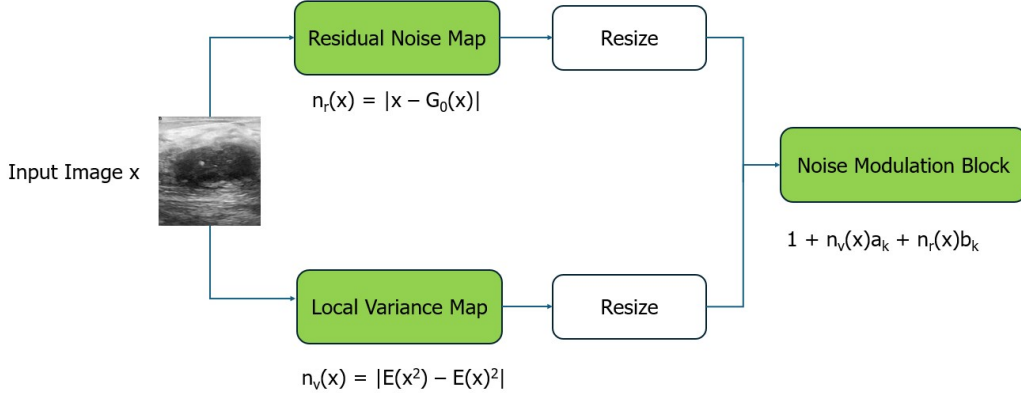 Residual Noise Map
Resize
nᵣ(x) = |x – G₀(x)|
Input Image x
Noise Modulation Block
1 + nᵥ(x)aₖ + nᵣ(x)bₖ
Local Variance Map
Resize
nᵥ(x) = |E(x²) – E(x)²|